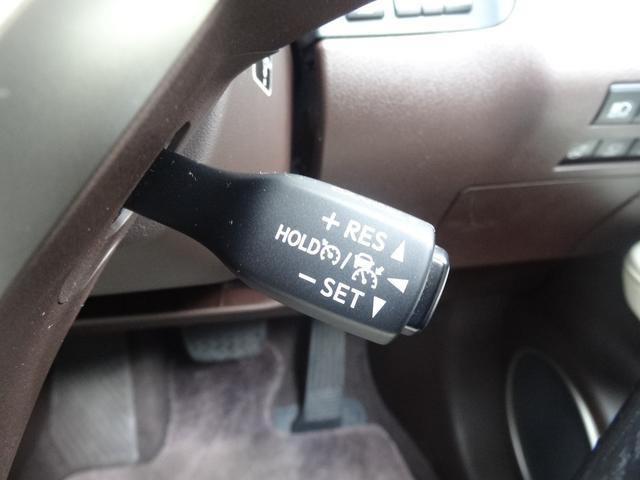 + RES
HOLD /
− SET